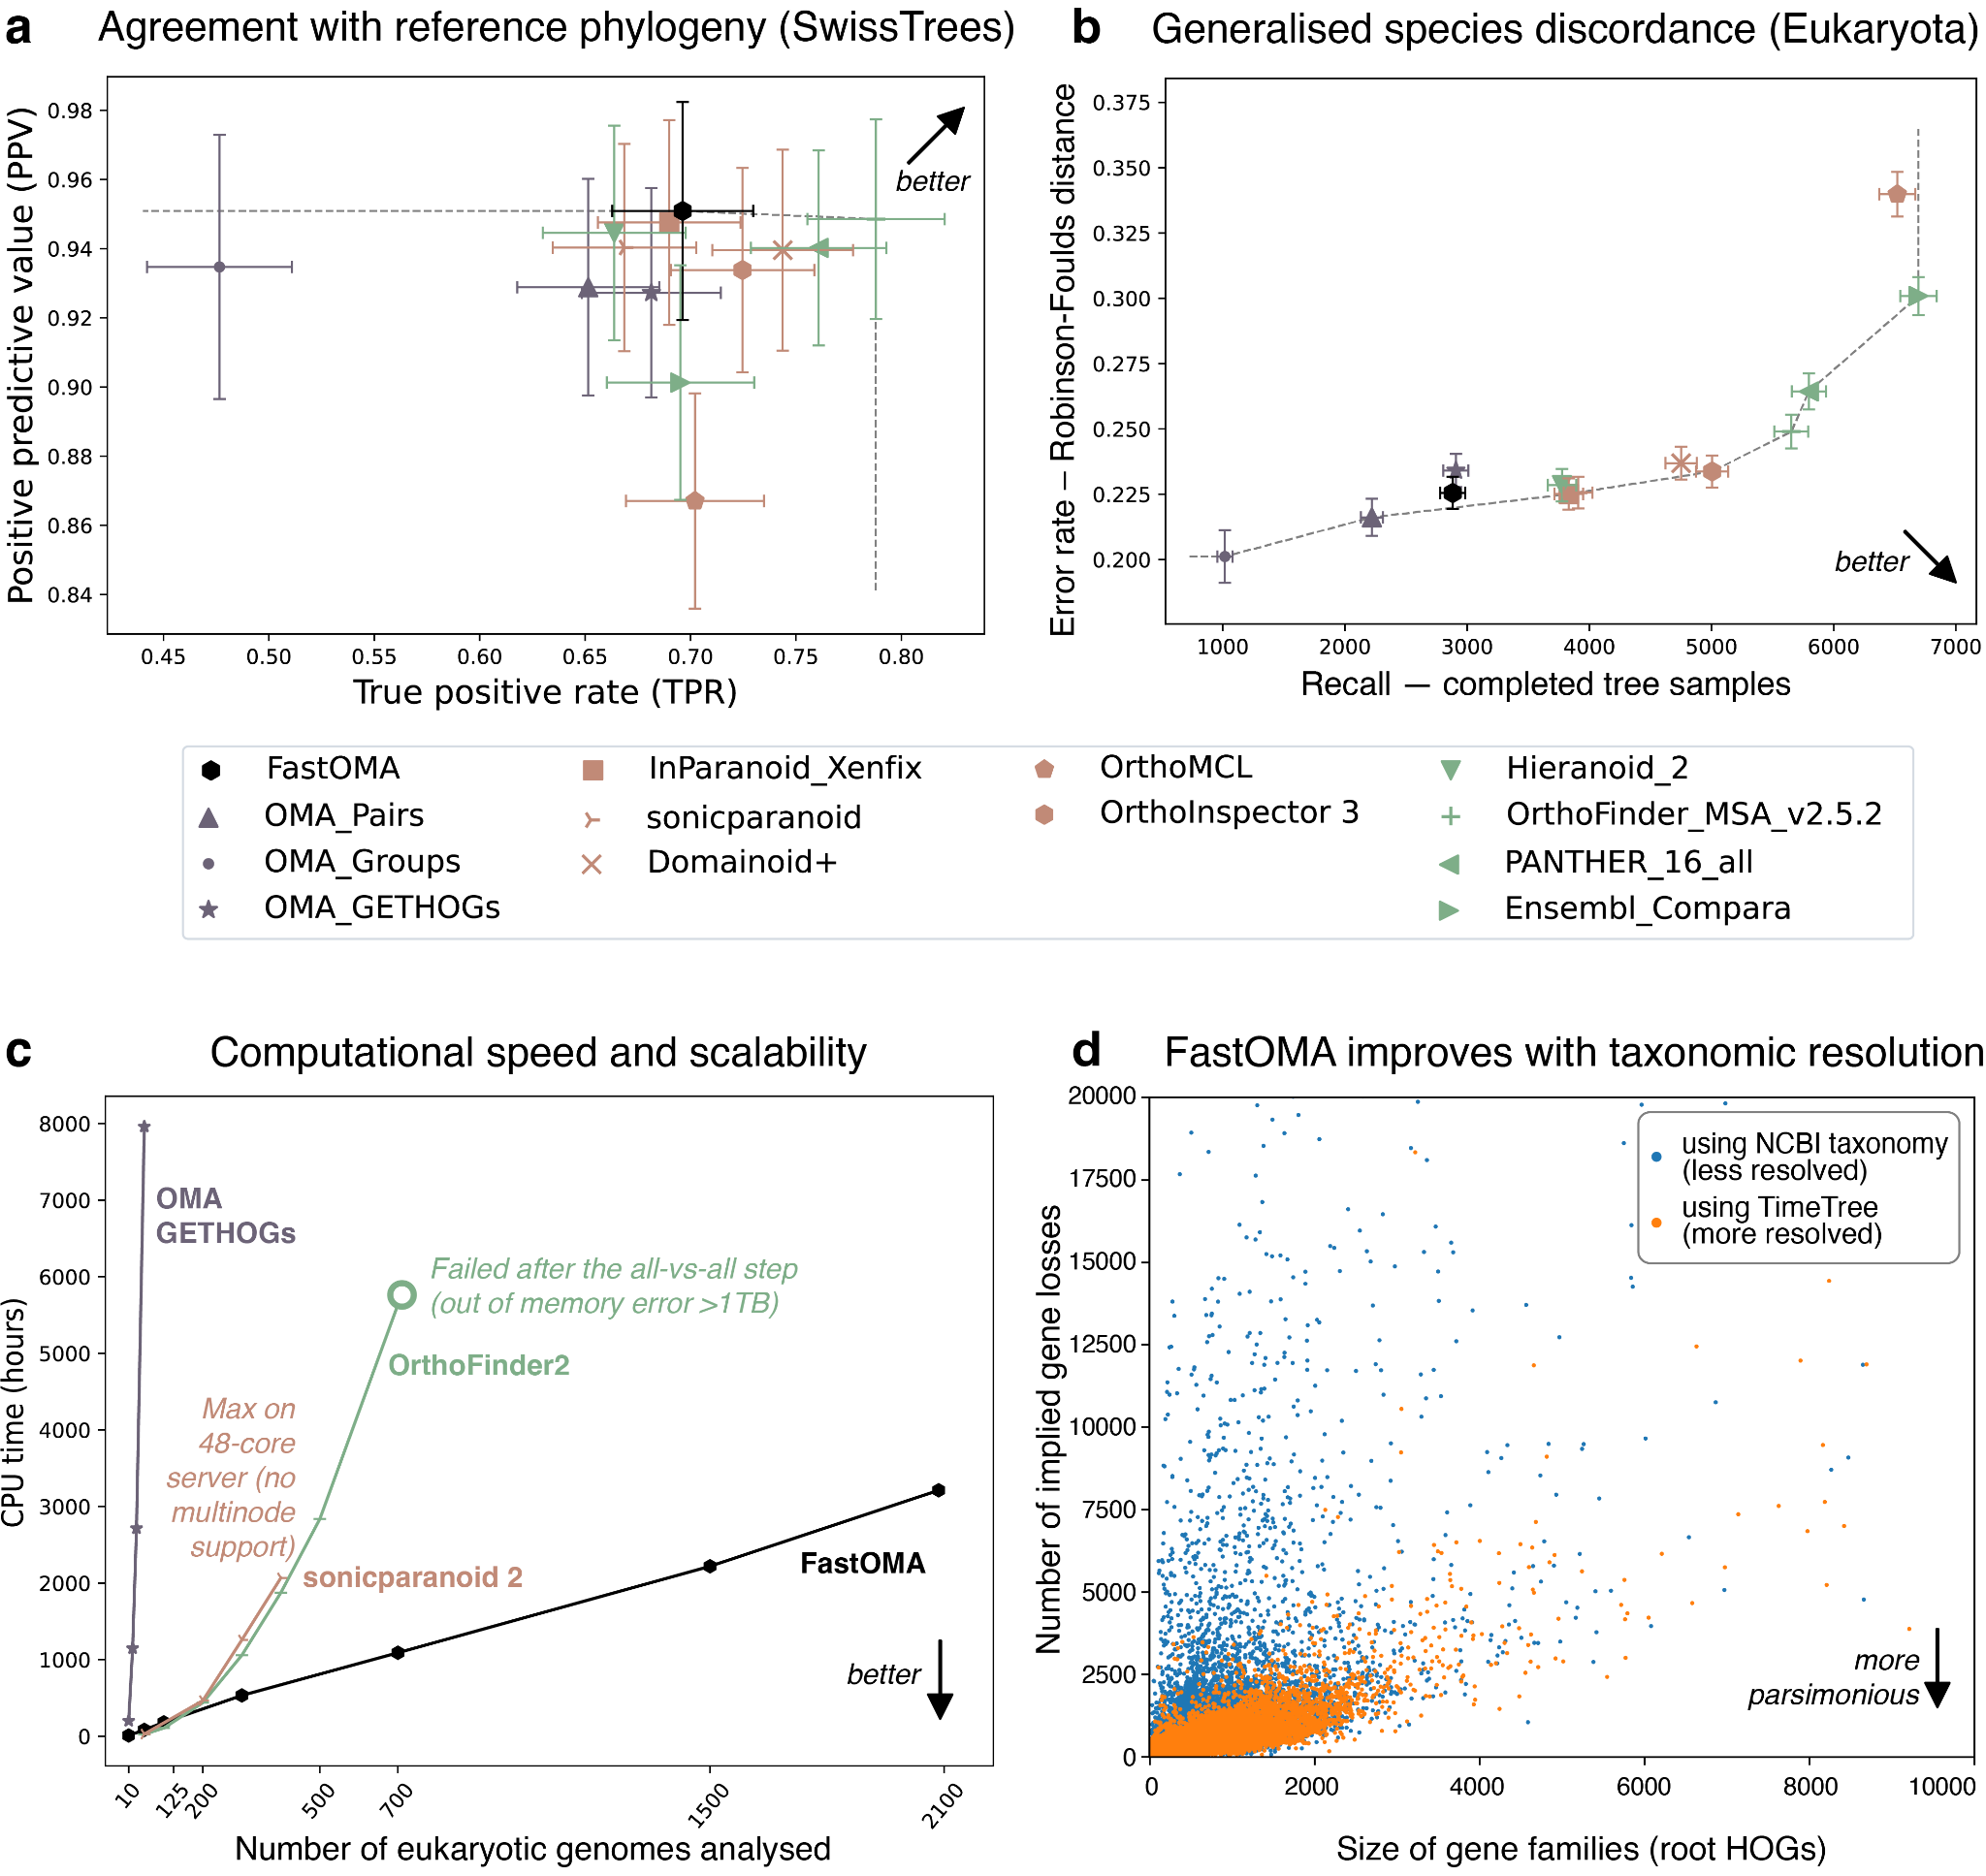 a Agreement with reference phylogeny (SwissTrees)
Positive predictive value (PPV)
0.98
0.96
0.94
0.92
0.90
0.88
0.86
0.84
better
0.45 0.50 0.55 0.60 0.65 0.70 0.75 0.80
True positive rate (TPR)
b Generalised species discordance (Eukaryota)
Error rate – Robinson-Foulds distance
0.375
0.350
0.325
0.300
0.275
0.250
0.225
0.200
better
1000 2000 3000 4000 5000 6000 7000
Recall — completed tree samples
FastOMA
OMA_Pairs
OMA_Groups
OMA_GETHOGs
InParanoid_Xenfix
sonicparanoid
Domainoid+
OrthoMCL
OrthoInspector 3
Hieranoid_2
OrthoFinder_MSA_v2.5.2
PANTHER_16_all
Ensembl_Compara
c Computational speed and scalability
CPU time (hours)
8000
7000
6000
5000
4000
3000
2000
1000
0
OMA
GETHOGs
Failed after the all-vs-all step
(out of memory error >1TB)
OrthoFinder2
Max on
48-core
server (no
multinode
support)
sonicparanoid 2
FastOMA
better
10 125 200 500 700 1500 2100
Number of eukaryotic genomes analysed
d FastOMA improves with taxonomic resolution
Number of implied gene losses
20000
17500
15000
12500
10000
7500
5000
2500
0
using NCBI taxonomy
(less resolved)
using TimeTree
(more resolved)
more
parsimonious
0 2000 4000 6000 8000 10000
Size of gene families (root HOGs)